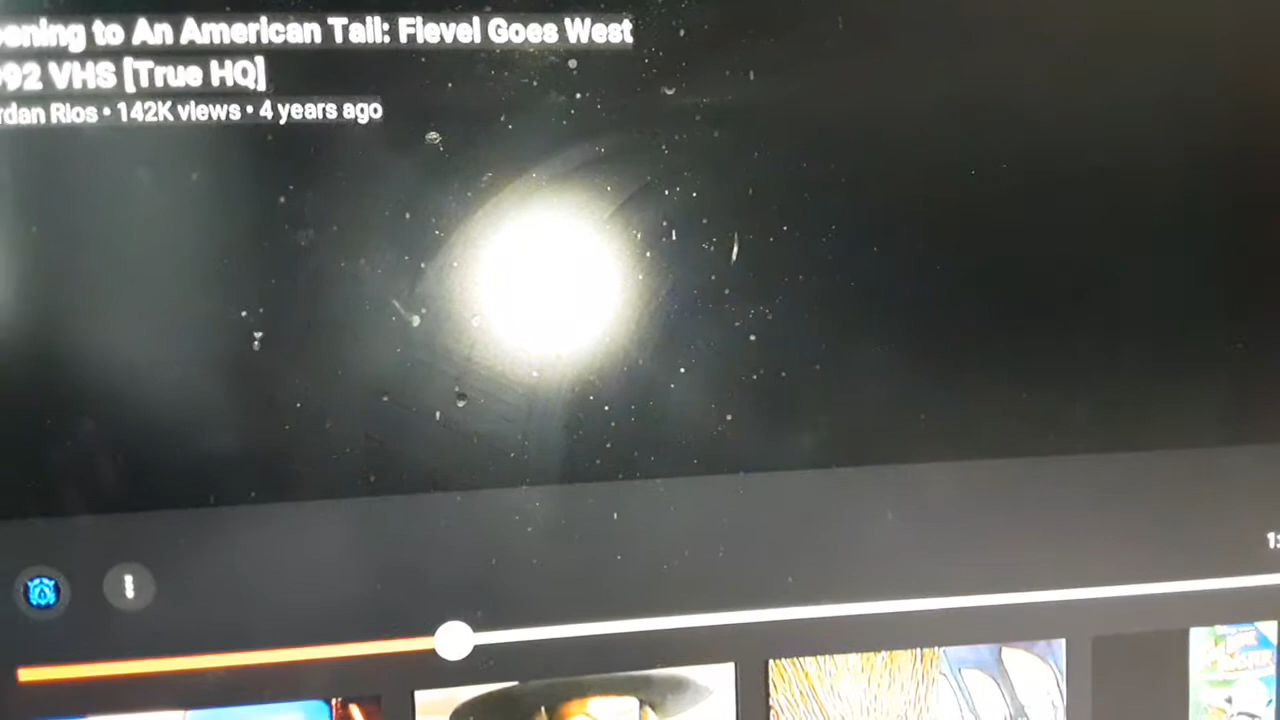 ening to An American Tail: Fievel Goes West
92 VHS [True HQ]
rdan Rios • 142K views • 4 years ago
1: